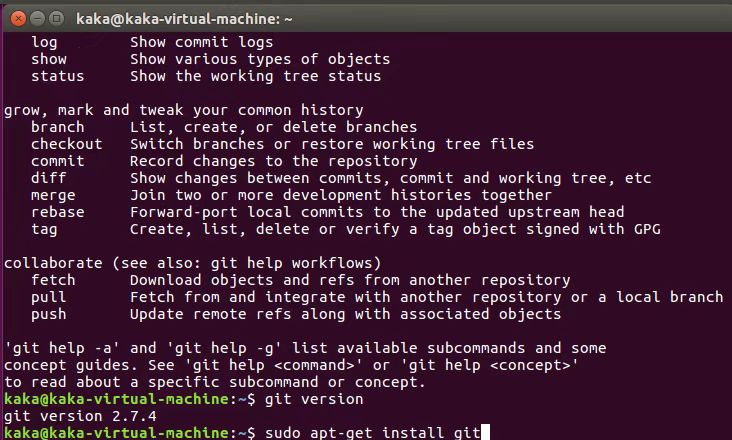 kaka@kaka-virtual-machine: ~
log Show commit logs
show Show various types of objects
status Show the working tree status
grow, mark and tweak your common history
branch List, create, or delete branches
checkout Switch branches or restore working tree files
commit Record changes to the repository
diff Show changes between commits, commit and working tree, etc
merge Join two or more development histories together
rebase Forward-port local commits to the updated upstream head
tag Create, list, delete or verify a tag object signed with GPG
collaborate (see also: git help workflows)
fetch Download objects and refs from another repository
pull Fetch from and integrate with another repository or a local branch
push Update remote refs along with associated objects
'git help -a' and 'git help -g' list available subcommands and some
concept guides. See 'git help <command>' or 'git help <concept>'
to read about a specific subcommand or concept.
kaka@kaka-virtual-machine:~$ git version
git version 2.7.4
kaka@kaka-virtual-machine:~$ sudo apt-get install git